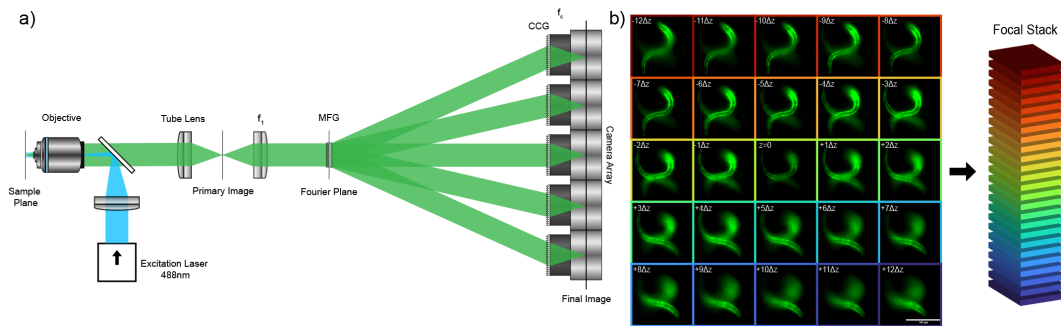 a)
Objective
Sample
Plane
Excitation Laser
488nm
Tube Lens
Primary Image
f1
MFG
Fourier Plane
CCG
fc
Camera Array
Final Image
b)
-12Δz
-11Δz
-10Δz
-9Δz
-8Δz
-7Δz
-6Δz
-5Δz
-4Δz
-3Δz
-2Δz
-1Δz
z=0
+1Δz
+2Δz
+3Δz
+4Δz
+5Δz
+6Δz
+7Δz
+8Δz
+9Δz
+10Δz
+11Δz
+12Δz
Focal Stack